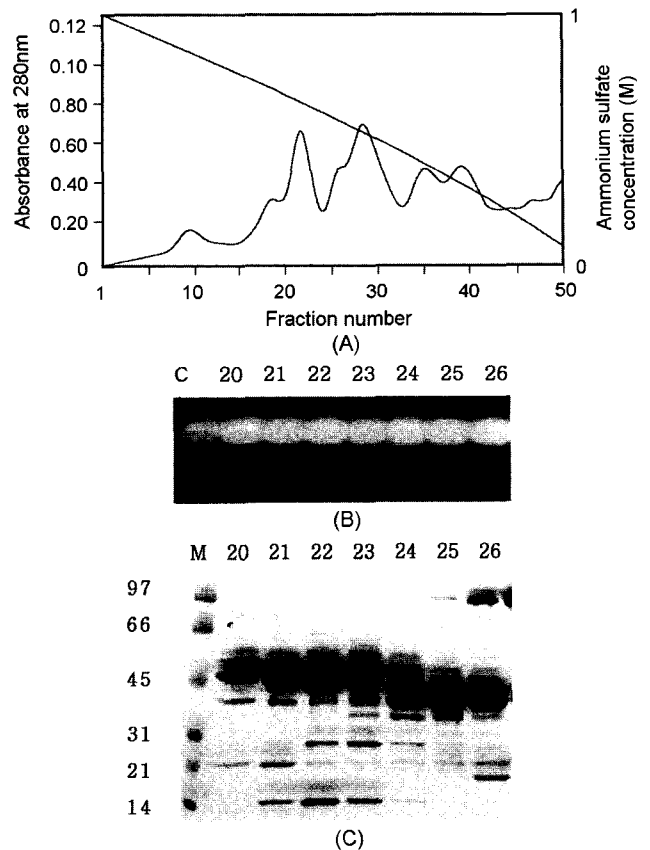 0.12
0.10
0.80
0.60
0.40
0.20
0
Absorbance at 280nm
1
0
Ammonium sulfate
concentration (M)
1 10 20 30 40 50
Fraction number
(A)
C 20 21 22 23 24 25 26
(B)
M 20 21 22 23 24 25 26
97
66
45
31
21
14
(C)